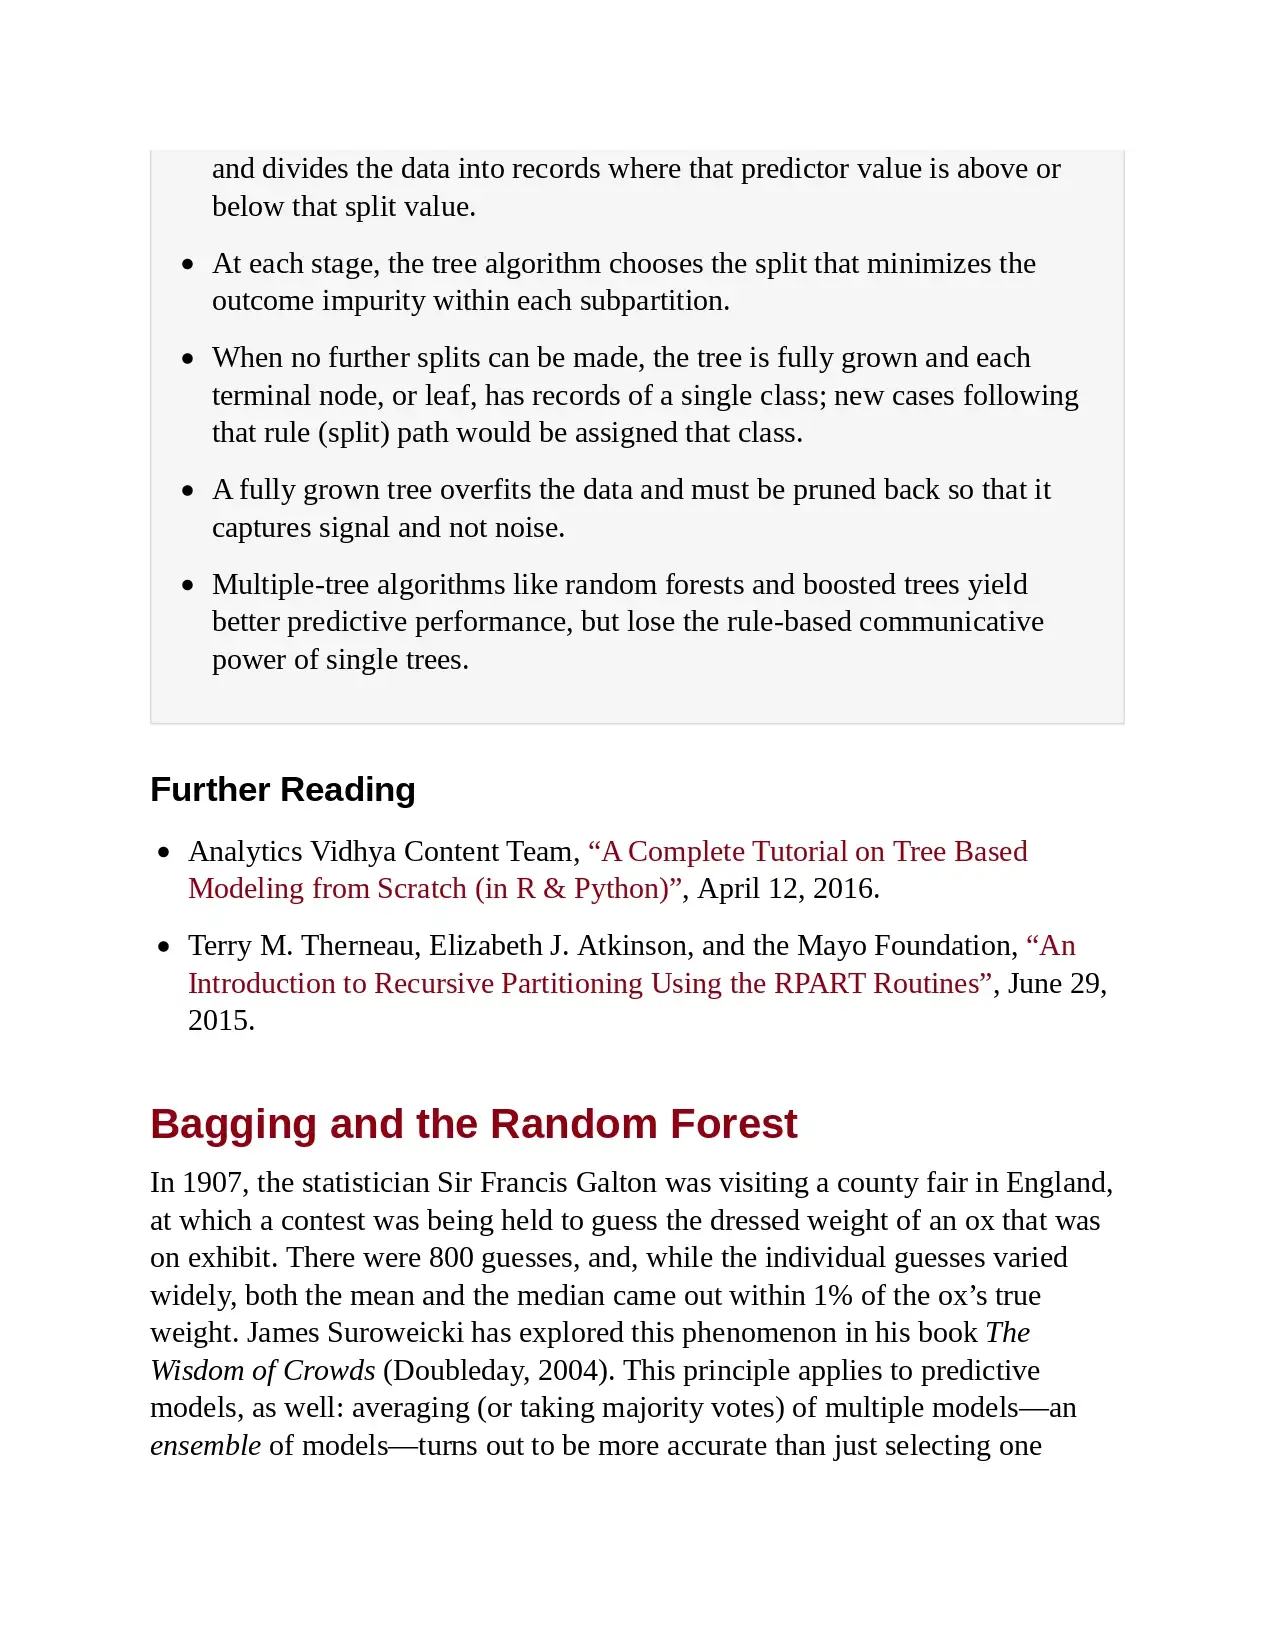 and divides the data into records where that predictor value is above or
below that split value.
• At each stage, the tree algorithm chooses the split that minimizes the
outcome impurity within each subpartition.
• When no further splits can be made, the tree is fully grown and each
terminal node, or leaf, has records of a single class; new cases following
that rule (split) path would be assigned that class.
• A fully grown tree overfits the data and must be pruned back so that it
captures signal and not noise.
• Multiple-tree algorithms like random forests and boosted trees yield
better predictive performance, but lose the rule-based communicative
power of single trees.
Further Reading
• Analytics Vidhya Content Team, “A Complete Tutorial on Tree Based
Modeling from Scratch (in R & Python)”, April 12, 2016.
• Terry M. Therneau, Elizabeth J. Atkinson, and the Mayo Foundation, “An
Introduction to Recursive Partitioning Using the RPART Routines”, June 29,
2015.
Bagging and the Random Forest
In 1907, the statistician Sir Francis Galton was visiting a county fair in England,
at which a contest was being held to guess the dressed weight of an ox that was
on exhibit. There were 800 guesses, and, while the individual guesses varied
widely, both the mean and the median came out within 1% of the ox’s true
weight. James Suroweicki has explored this phenomenon in his book The
Wisdom of Crowds (Doubleday, 2004). This principle applies to predictive
models, as well: averaging (or taking majority votes) of multiple models—an
ensemble of models—turns out to be more accurate than just selecting one